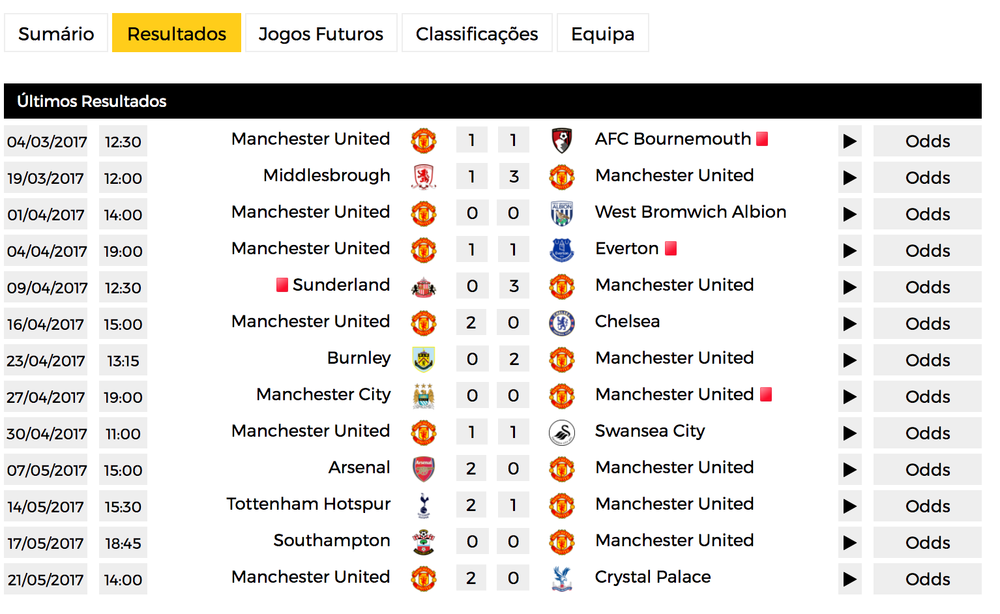 Sumário Resultados Jogos Futuros Classificações Equipa
Últimos Resultados
04/03/2017 12:30 Manchester United 1 1 AFC Bournemouth Odds
19/03/2017 12:00 Middlesbrough 1 3 Manchester United Odds
01/04/2017 14:00 Manchester United 0 0 West Bromwich Albion Odds
04/04/2017 19:00 Manchester United 1 1 Everton Odds
09/04/2017 12:30 Sunderland 0 3 Manchester United Odds
16/04/2017 15:00 Manchester United 2 0 Chelsea Odds
23/04/2017 13:15 Burnley 0 2 Manchester United Odds
27/04/2017 19:00 Manchester City 0 0 Manchester United Odds
30/04/2017 11:00 Manchester United 1 1 Swansea City Odds
07/05/2017 15:00 Arsenal 2 0 Manchester United Odds
14/05/2017 15:30 Tottenham Hotspur 2 1 Manchester United Odds
17/05/2017 18:45 Southampton 0 0 Manchester United Odds
21/05/2017 14:00 Manchester United 2 0 Crystal Palace Odds